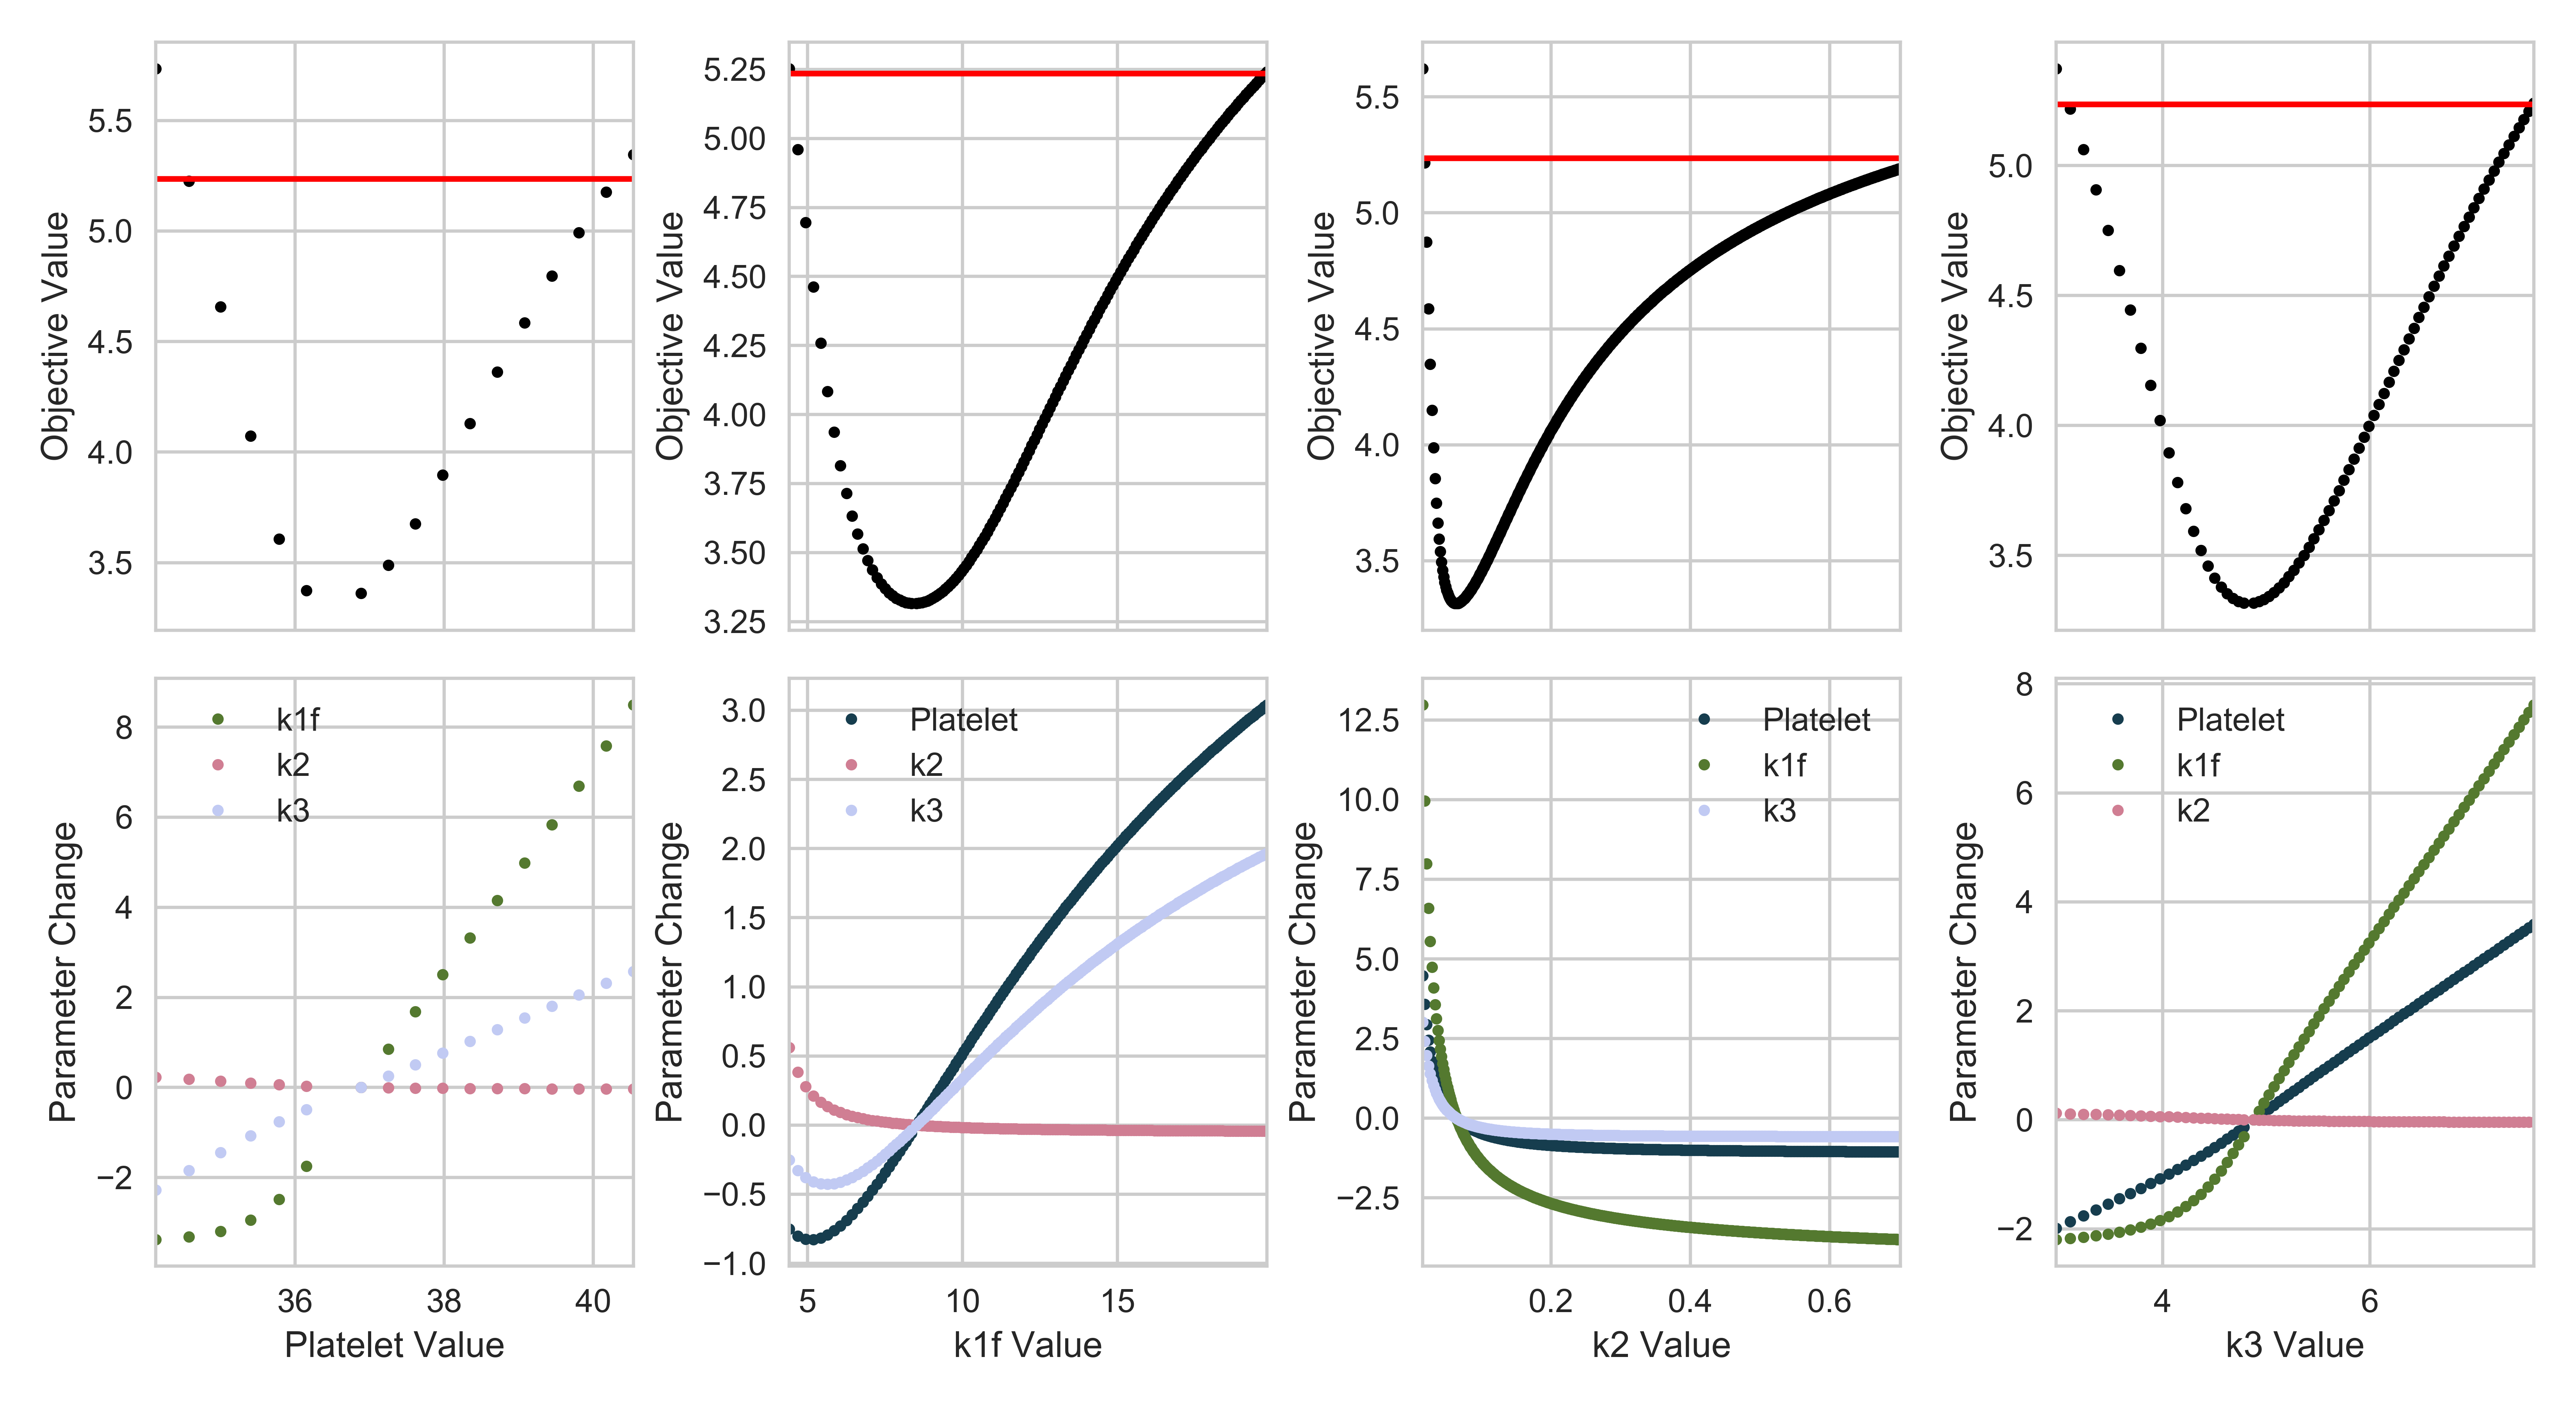 5.5
5.0
4.5
4.0
3.5
Objective Value
5.25
5.00
4.75
4.50
4.25
4.00
3.75
3.50
3.25
Objective Value
5.5
5.0
4.5
4.0
3.5
Objective Value
5.0
4.5
4.0
3.5
Objective Value
8
6
4
2
0
−2
Parameter Change
k1f
k2
k3
36 38 40
Platelet Value
3.0
2.5
2.0
1.5
1.0
0.5
0.0
−0.5
−1.0
Parameter Change
Platelet
k2
k3
5 10 15
k1f Value
12.5
10.0
7.5
5.0
2.5
0.0
−2.5
Parameter Change
Platelet
k1f
k3
0.2 0.4 0.6
k2 Value
8
6
4
2
0
−2
Parameter Change
Platelet
k1f
k2
4 6
k3 Value